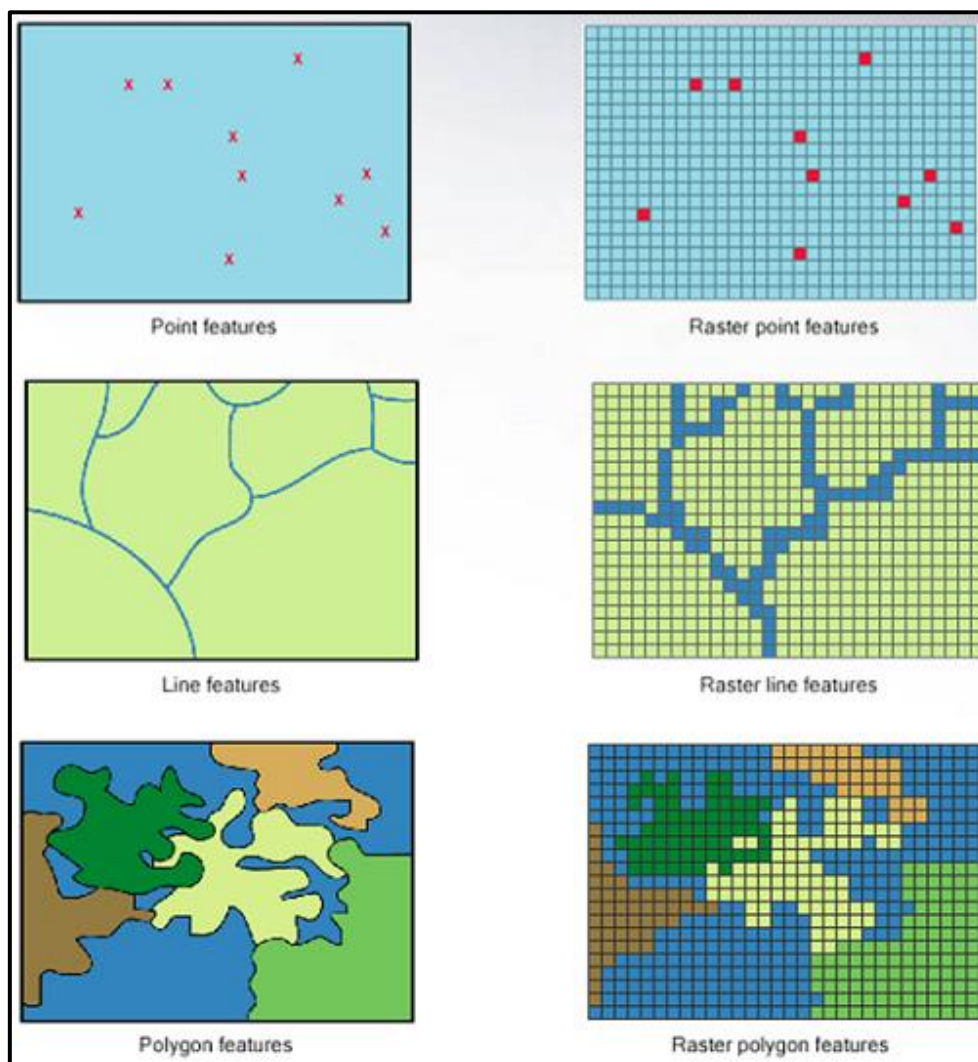 Point features
Raster point features
Line features
Raster line features
Polygon features
Raster polygon features